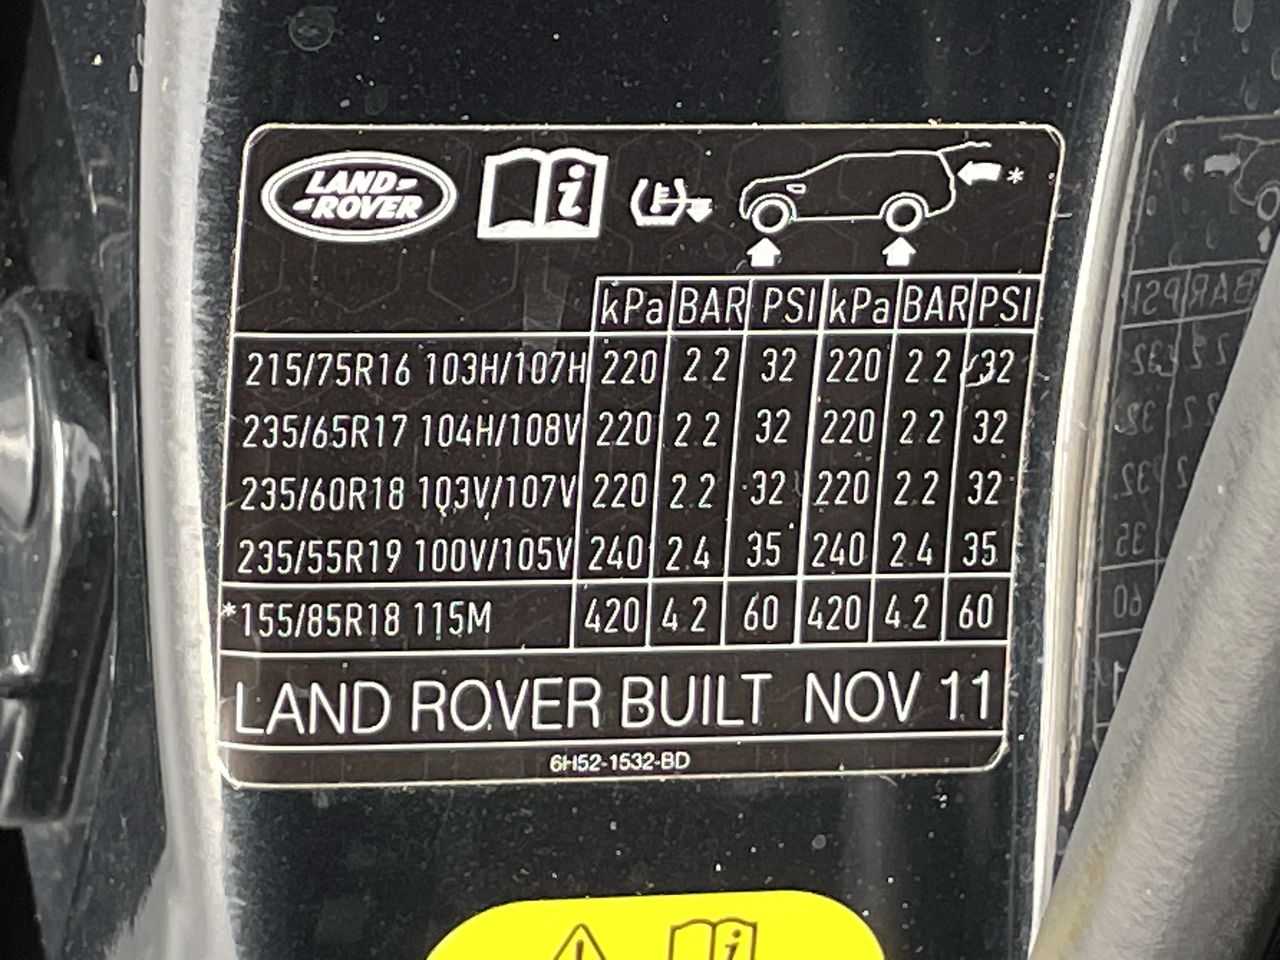 LAND-
-ROVER
i
*
kPa BAR PSI kPa BAR PSI
215/75R16 103H/107H 220 2.2 32 220 2.2 32
235/65R17 104H/108V 220 2.2 32 220 2.2 32
235/60R18 103V/107V 220 2.2 32 220 2.2 32
235/55R19 100V/105V 240 2.4 35 240 2.4 35
*155/85R18 115M 420 4.2 60 420 4.2 60
LAND ROVER BUILT NOV 11
6H52-1532-BD
! i